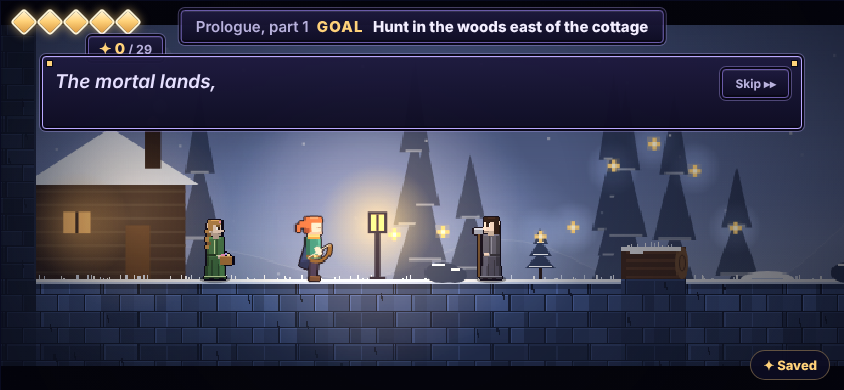 Prologue, part 1 GOAL Hunt in the woods east of the cottage
✦ 0 / 29
The mortal lands,
Skip ▸▸
✦ Saved